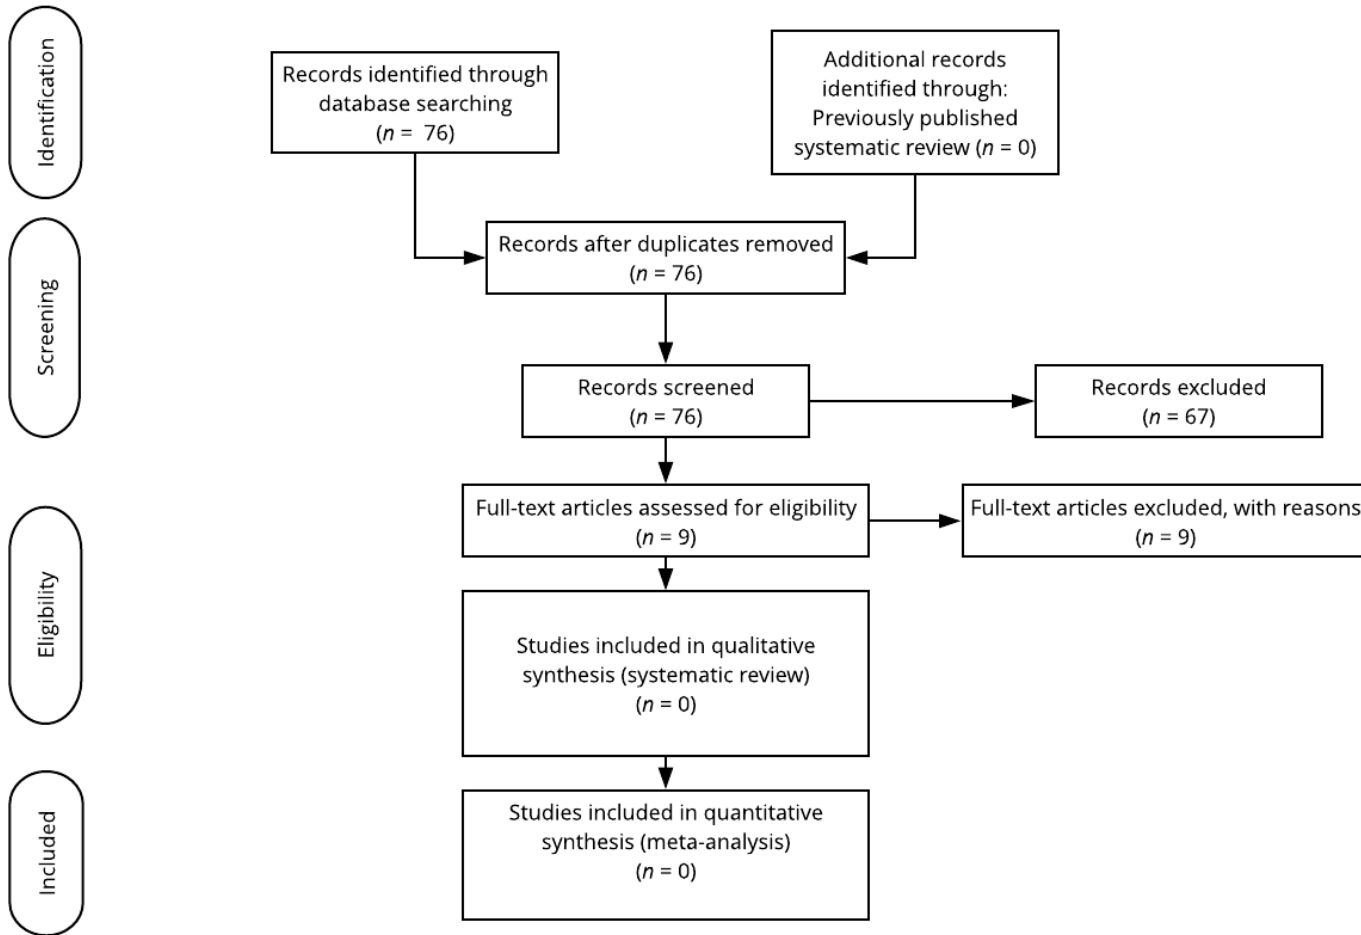 Identification
Records identified through
database searching
(n = 76)
Additional records
identified through:
Previously published
systematic review (n = 0)
Screening
Records after duplicates removed
(n = 76)
Records screened
(n = 76)
Records excluded
(n = 67)
Eligibility
Full-text articles assessed for eligibility
(n = 9)
Full-text articles excluded, with reasons
(n = 9)
Studies included in qualitative
synthesis (systematic review)
(n = 0)
Included
Studies included in quantitative
synthesis (meta-analysis)
(n = 0)